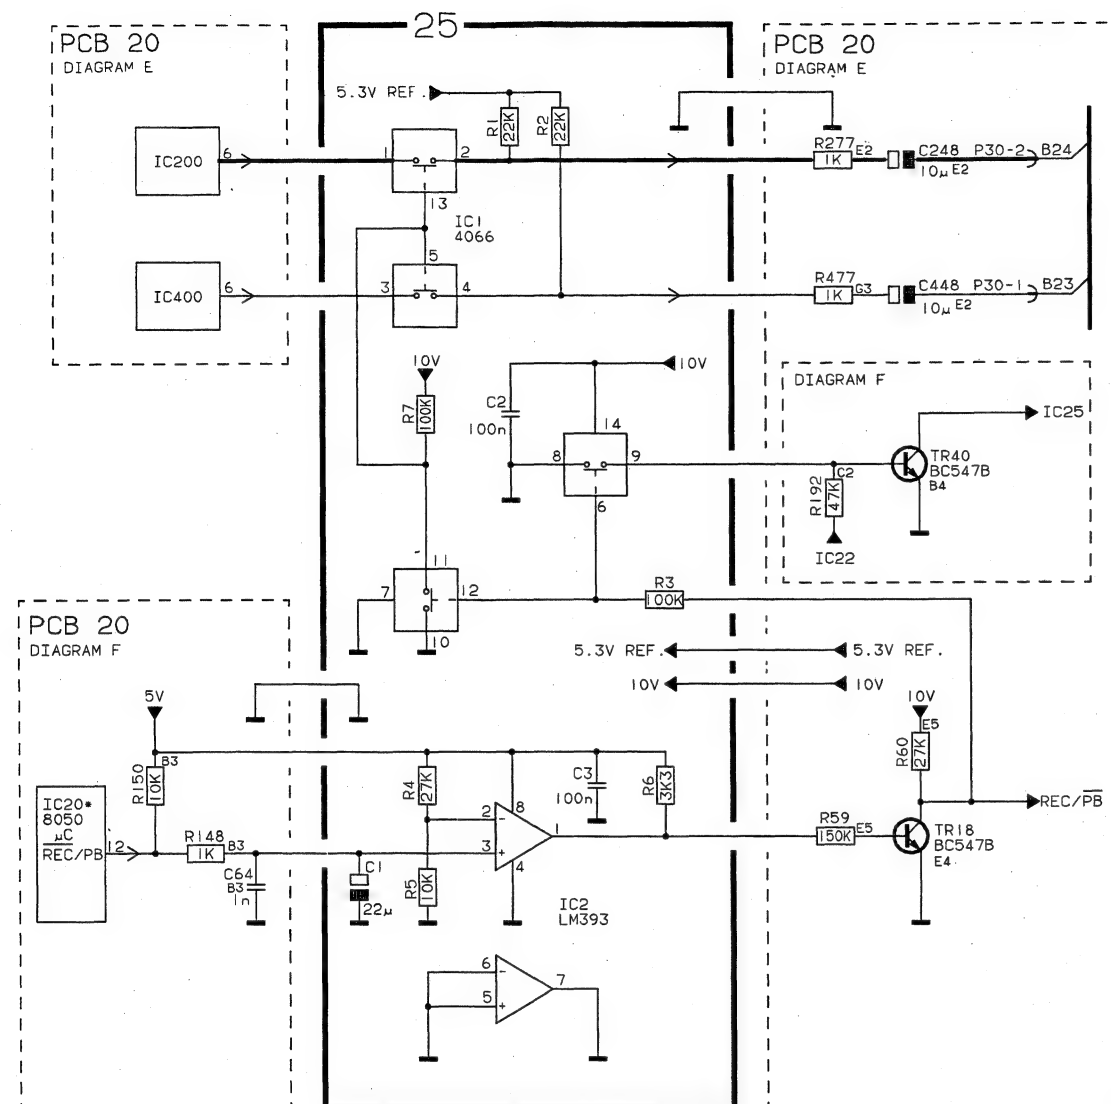 25
PCB 20
DIAGRAM E
5.3V REF.
R1
22K
R2
22K
IC200
6
1
2
13
IC1
4066
5
IC400
6
3
4
PCB 20
DIAGRAM E
R277
1K
E2
C248
10µ E2
P30-2
B24
R477
1K
G3
C448
10µ E2
P30-1
B23
10V
R7
100K
C2
100n
10V
14
8
9
6
DIAGRAM F
IC25
TR40
BC547B
B4
C2
R192
47K
IC22
11
7
12
10
R3
100K
5.3V REF.
5.3V REF.
10V
10V
PCB 20
DIAGRAM F
5V
B3
R150
10K
IC20*
8050
µC
R̅E̅C̅/PB
12
R148
1K
B3
C64
B3
1n
C1
22µ
R4
27K
R5
10K
2
-
3
+
8
4
1
C3
100n
R6
3K3
IC2
LM393
6
-
5
+
7
10V
E5
R60
27K
REC/P̅B̅
R59
150K
E5
TR18
BC547B
E4